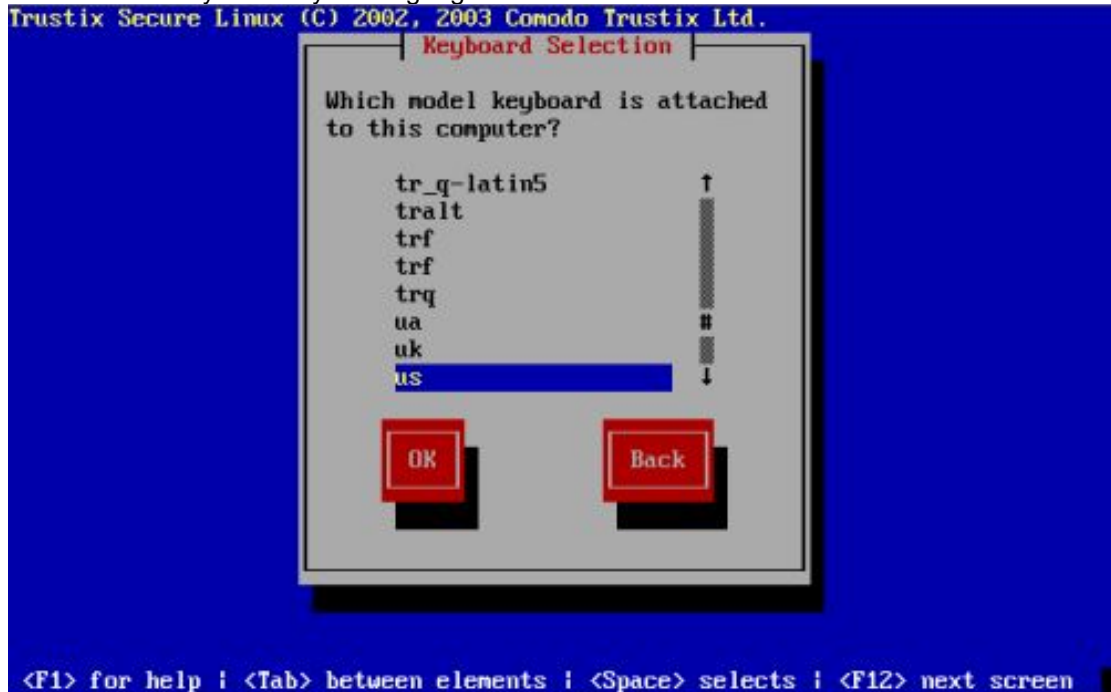 Trustix Secure Linux (C) 2002, 2003 Comodo Trustix Ltd.
Keyboard Selection
Which model keyboard is attached
to this computer?
tr_q-latin5
tralt
trf
trf
trq
ua
uk
us
OK Back
<F1> for help | <Tab> between elements | <Space> selects | <F12> next screen